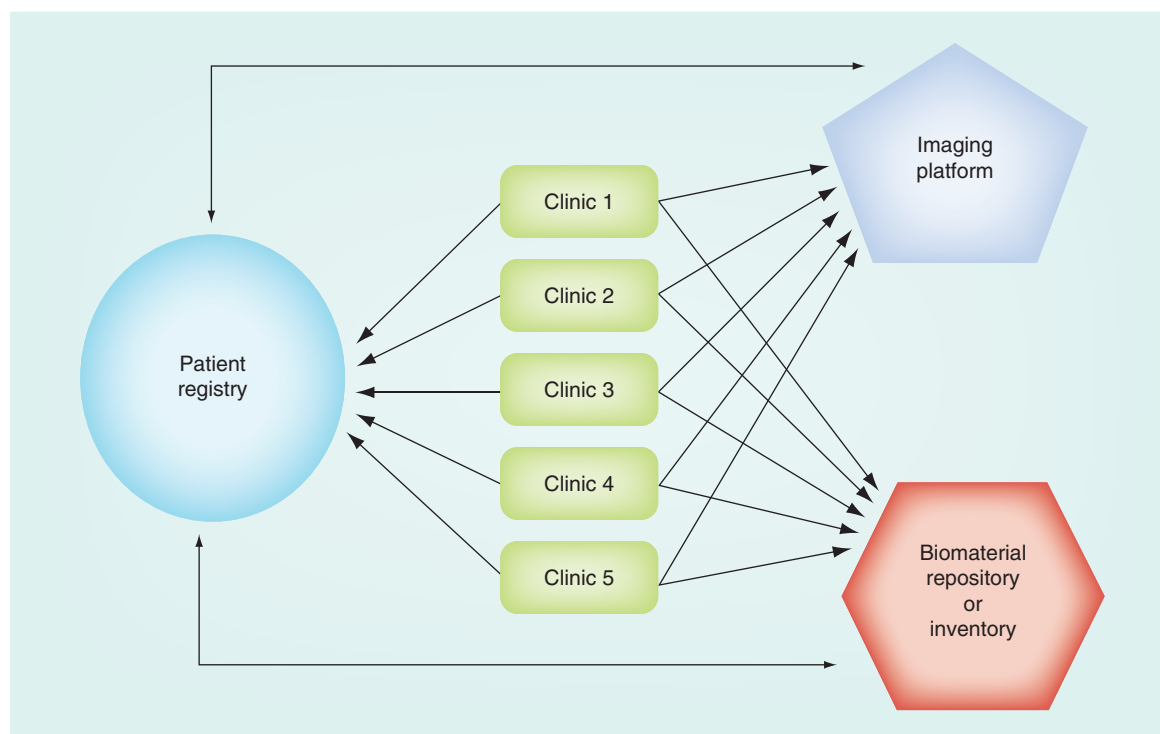 Imaging
platform
Clinic 1
Clinic 2
Patient
registry
Clinic 3
Clinic 4
Clinic 5
Biomaterial
repository
or
inventory